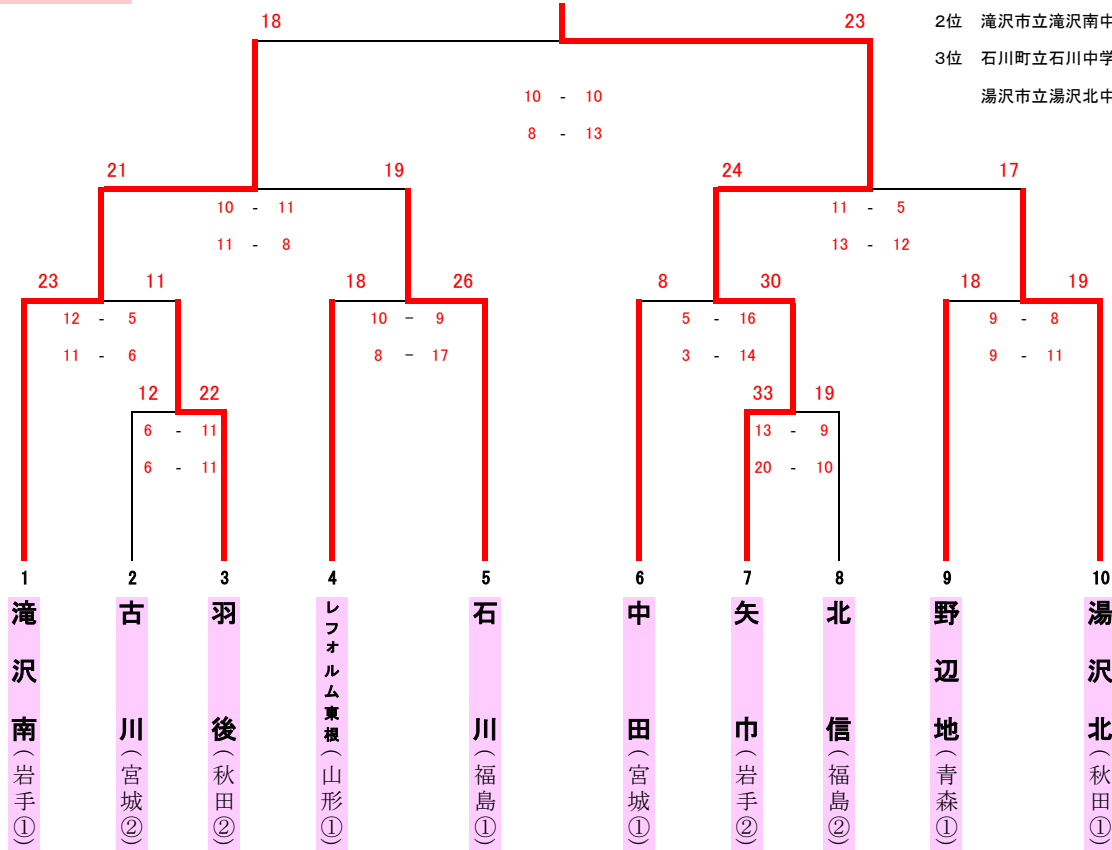 18 23
2位 滝沢市立滝沢南中
3位 石川町立石川中学
湯沢市立湯沢北中
10 - 10
8 - 13
21 19 24 17
10 - 11 11 - 5
11 - 8 13 - 12
23 11 18 26 8 30 18 19
12 - 5 10 - 9 5 - 16 9 - 8
11 - 6 8 - 17 3 - 14 9 - 11
12 22 33 19
6 - 11 13 - 9
6 - 11 20 - 10
1 2 3 4 5 6 7 8 9 10
滝沢南(岩手①)
古川(宮城②)
羽後(秋田②)
レフォルム東根(山形①)
石川(福島①)
中田(宮城①)
矢巾(岩手②)
北信(福島②)
野辺地(青森①)
湯沢北(秋田①)